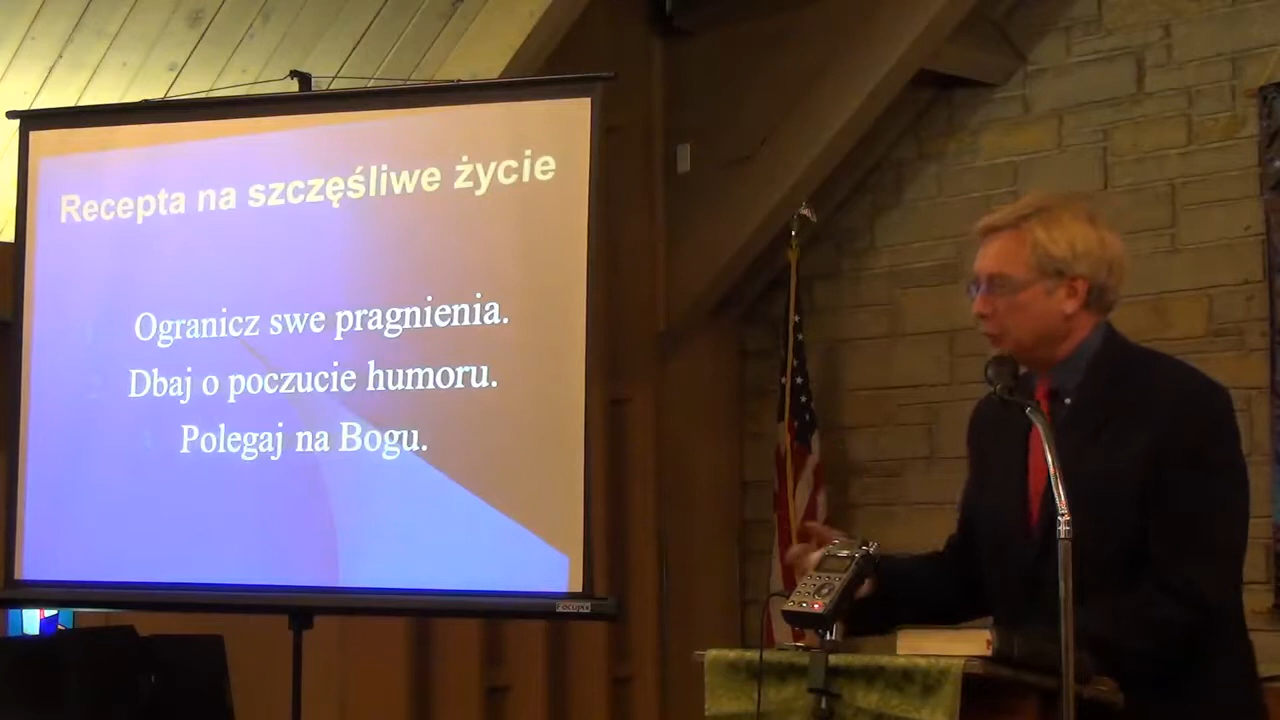 Recepta na szczęśliwe życie
Ogranicz swe pragnienia.
Dbaj o poczucie humoru.
Polegaj na Bogu.